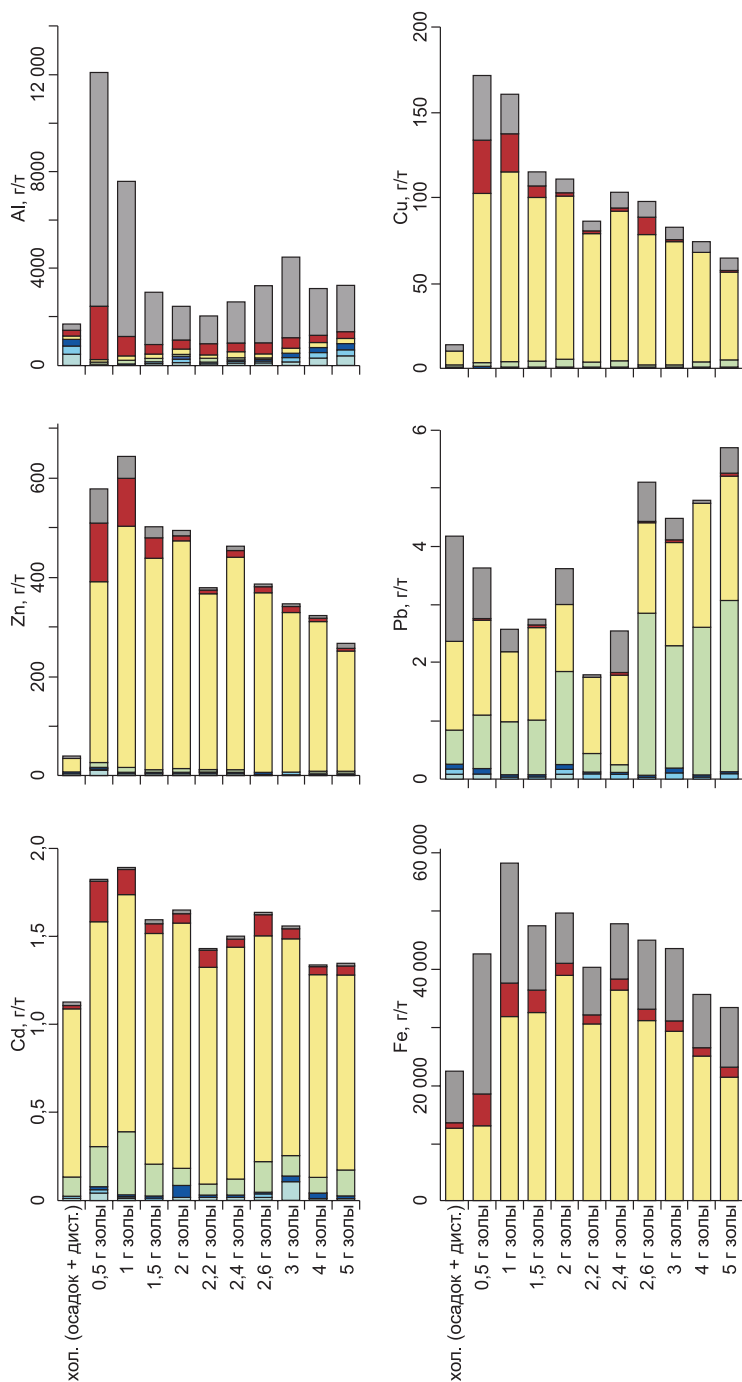 Al, г/т
0
4000
8000
12 000
Cu, г/т
0
50
100
150
200
Zn, г/т
0
200
400
600
Pb, г/т
0
2
4
6
Cd, г/т
0
0,5
1,0
1,5
2,0
Fe, г/т
0
20 000
40 000
60 000
хол. (осадок + дист.)
0,5 г золы
1 г золы
1,5 г золы
2 г золы
2,2 г золы
2,4 г золы
2,6 г золы
3 г золы
4 г золы
5 г золы
хол. (осадок + дист.)
0,5 г золы
1 г золы
1,5 г золы
2 г золы
2,2 г золы
2,4 г золы
2,6 г золы
3 г золы
4 г золы
5 г золы